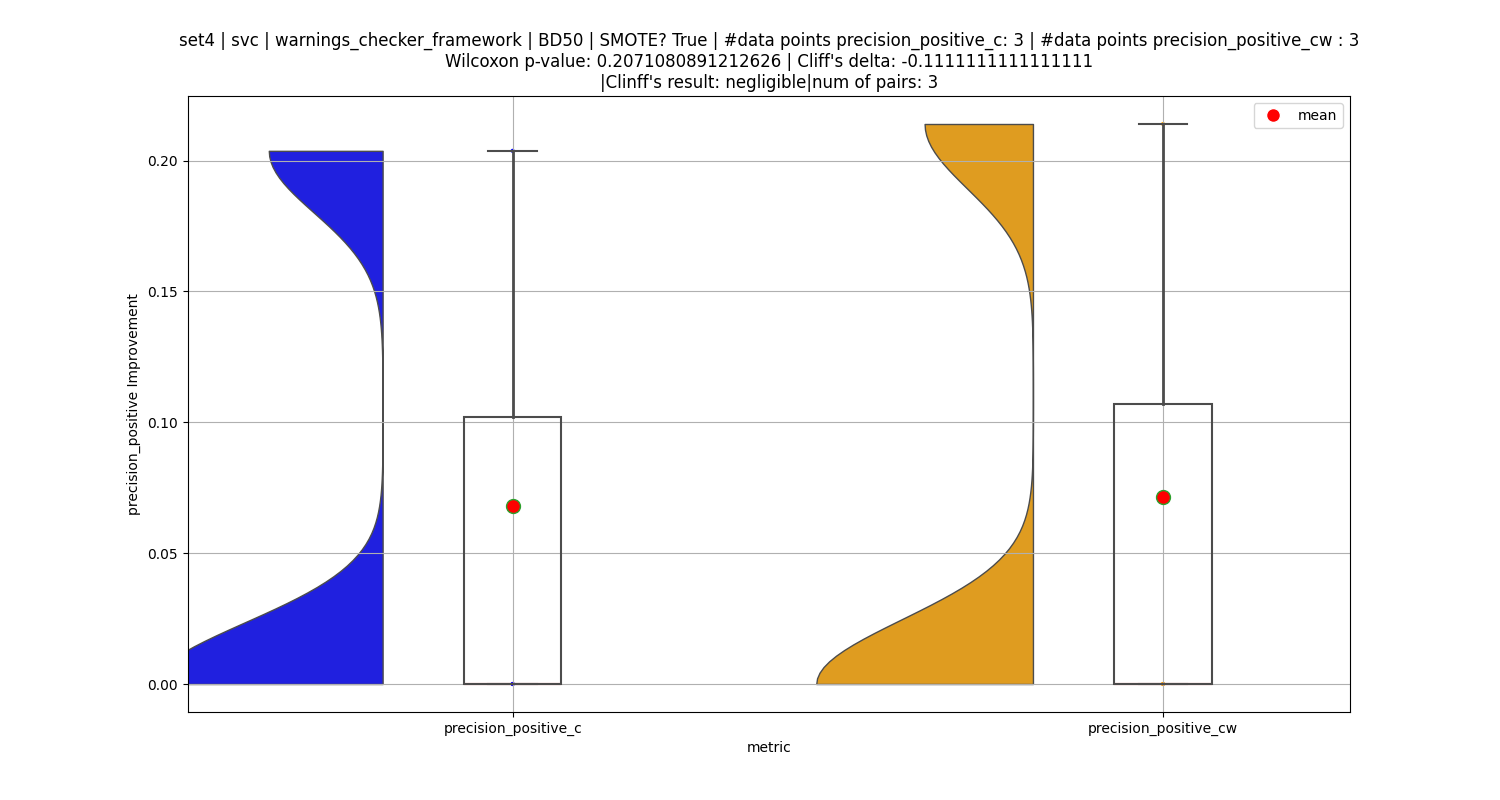 set4 | svc | warnings_checker_framework | BD50 | SMOTE? True | #data points precision_positive_c: 3 | #data points precision_positive_cw : 3
Wilcoxon p-value: 0.2071080891212626 | Cliff's delta: -0.1111111111111111
|Clinff's result: negligible|num of pairs: 3
mean
0.20
0.15
0.10
0.05
0.00
precision_positive Improvement
precision_positive_c
precision_positive_cw
metric